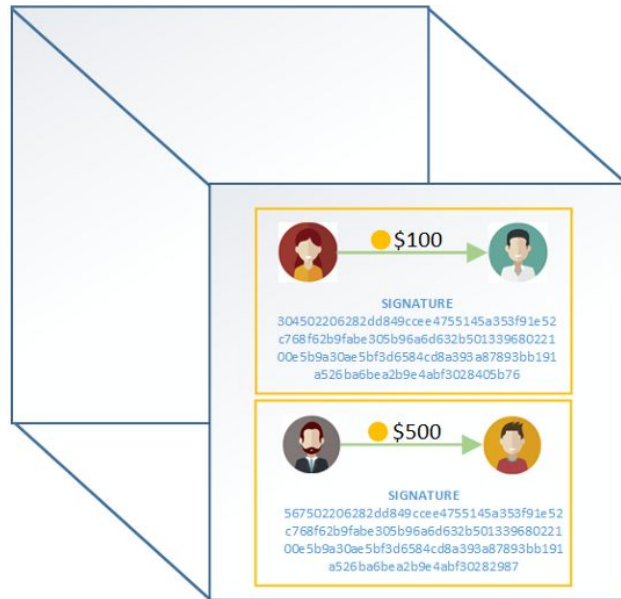 $100
SIGNATURE
304502206282dd849ccee4755145a353f91e52
c768f62b9fabe305b96a6d632b501339680221
00e5b9a30ae5bf3d6584cd8a393a87893bb191
a526ba6bea2b9e4abf3028405b76
$500
SIGNATURE
567502206282dd849ccee4755145a353f91e52
c768f62b9fabe305b96a6d632b501339680221
00e5b9a30ae5bf3d6584cd8a393a87893bb191
a526ba6bea2b9e4abf30282987